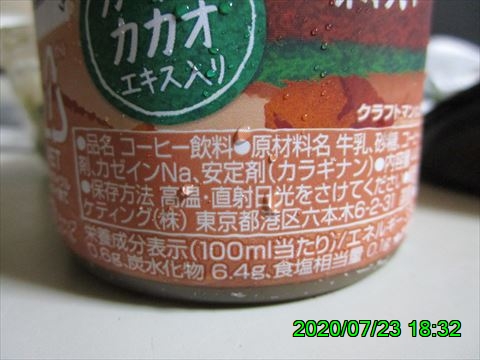 カカオ
エキス入り
クラフトマン
●品名 コーヒー飲料●原材料名 牛乳、砂糖、コー
剤、カゼインNa、安定剤(カラギナン)●内容量
●保存方法 高温・直射日光をさけてくださ
ケティング(株) 東京都港区六本木6-2-31
栄養成分表示(100ml当たり)/エネルギー
0.6g、炭水化物 6.4g、食塩相当量 0.1g
2020/07/23 18:32